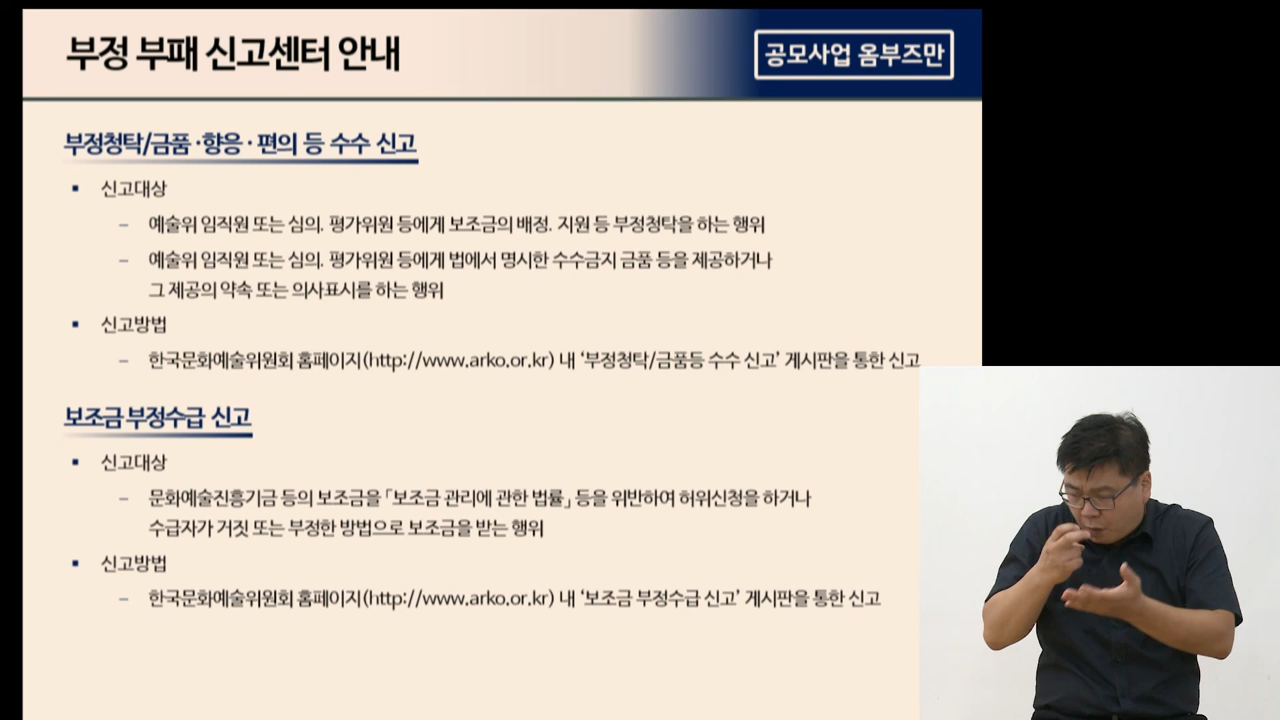 부정 부패 신고센터 안내
공모사업 옴부즈만
부정청탁/금품·향응·편의 등 수수 신고
▪ 신고대상
– 예술위 임직원 또는 심의. 평가위원 등에게 보조금의 배정. 지원 등 부정청탁을 하는 행위
– 예술위 임직원 또는 심의. 평가위원 등에게 법에서 명시한 수수금지 금품 등을 제공하거나
그 제공의 약속 또는 의사표시를 하는 행위
▪ 신고방법
– 한국문화예술위원회 홈페이지(http://www.arko.or.kr) 내 ‘부정청탁/금품등 수수 신고’ 게시판을 통한 신고
보조금 부정수급 신고
▪ 신고대상
– 문화예술진흥기금 등의 보조금을 「보조금 관리에 관한 법률」 등을 위반하여 허위신청을 하거나
수급자가 거짓 또는 부정한 방법으로 보조금을 받는 행위
▪ 신고방법
– 한국문화예술위원회 홈페이지(http://www.arko.or.kr) 내 ‘보조금 부정수급 신고’ 게시판을 통한 신고